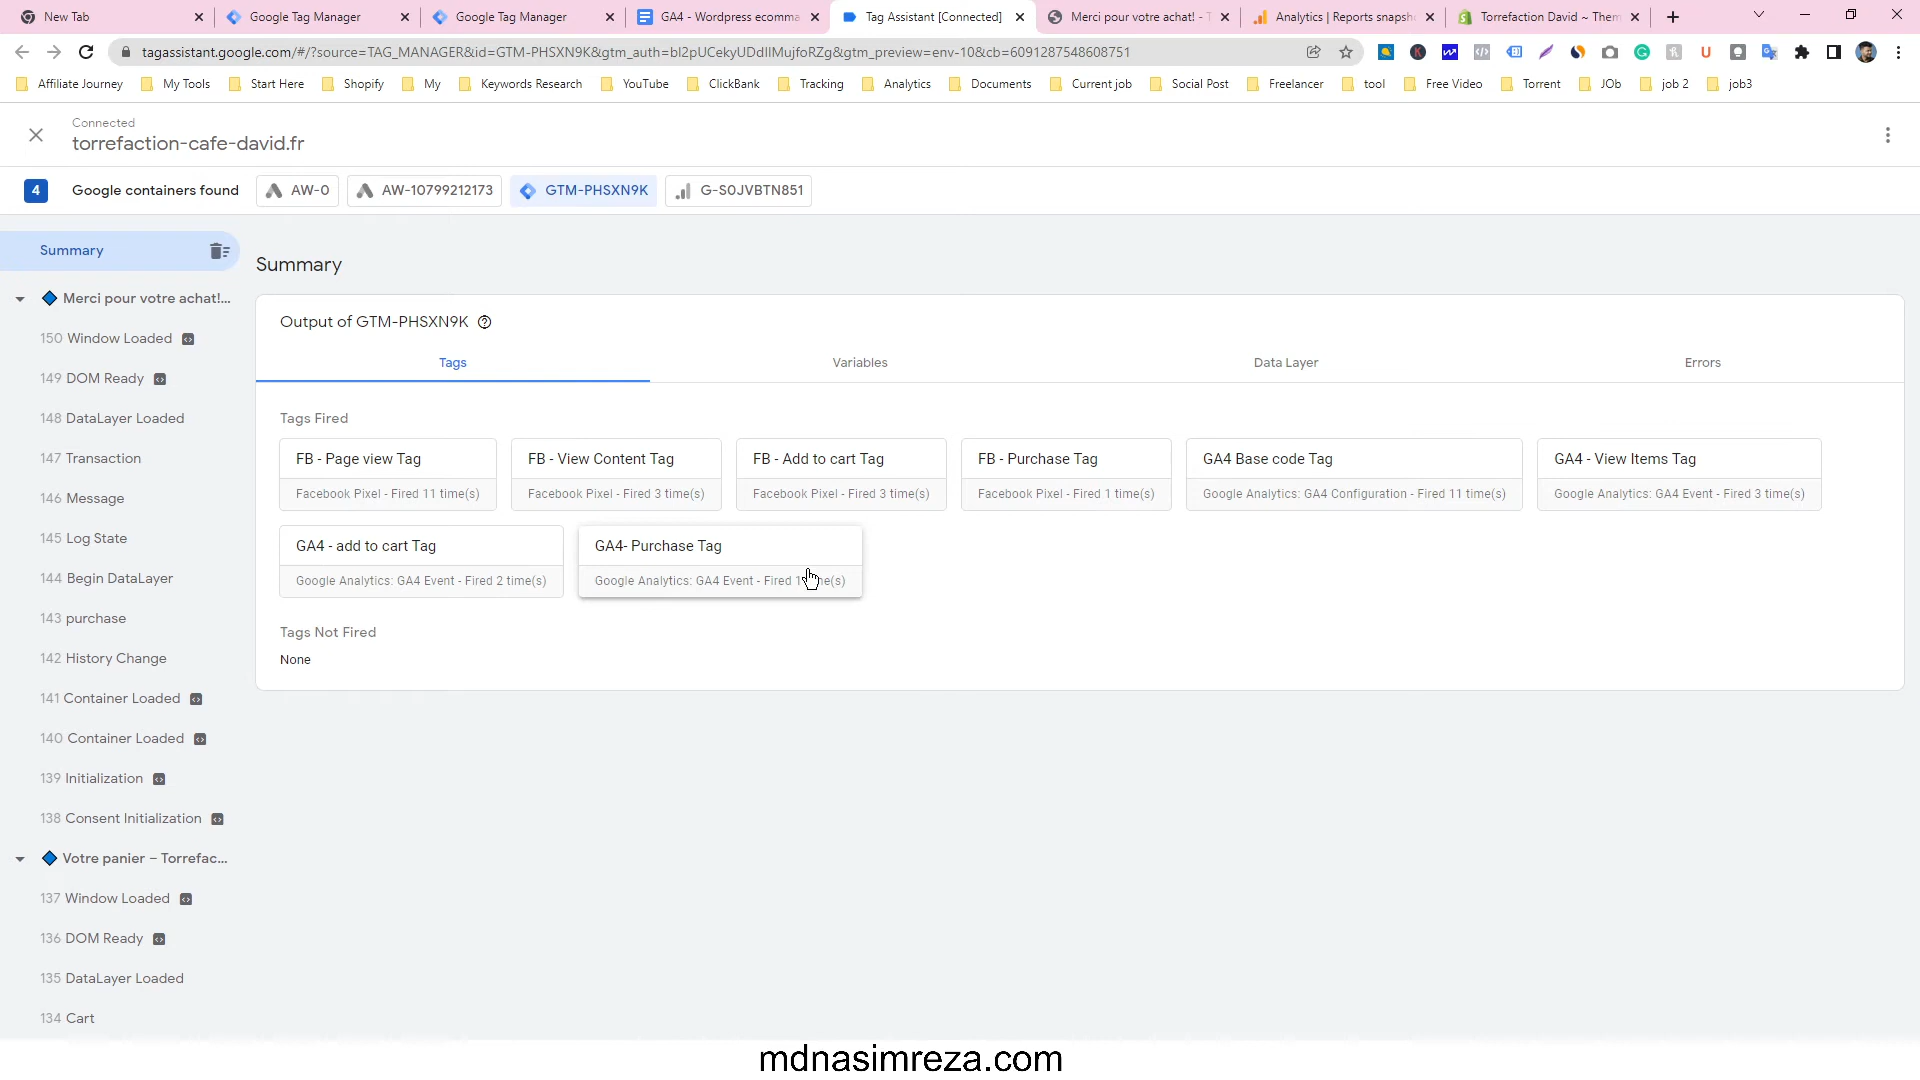 New Tab
Google Tag Manager
Google Tag Manager
GA4 - Wordpress ecomma
Tag Assistant [Connected]
Merci pour votre achat! - T
Analytics | Reports snapsh
Torrefaction David ~ Them
tagassistant.google.com/#/?source=TAG_MANAGER&id=GTM-PHSXN9K&gtm_auth=bI2pUCekyUDdIIMujfoRZg&gtm_preview=env-10&cb=6091287548608751
Affiliate Journey
My Tools
Start Here
Shopify
My
Keywords Research
YouTube
ClickBank
Tracking
Analytics
Documents
Current job
Social Post
Freelancer
tool
Free Video
Torrent
JOb
job 2
job3
Connected
torrefaction-cafe-david.fr
4 Google containers found
AW-0
AW-10799212173
GTM-PHSXN9K
G-S0JVBTN851
Summary
Merci pour votre achat!...
150 Window Loaded
149 DOM Ready
148 DataLayer Loaded
147 Transaction
146 Message
145 Log State
144 Begin DataLayer
143 purchase
142 History Change
141 Container Loaded
140 Container Loaded
139 Initialization
138 Consent Initialization
Votre panier – Torrefac...
137 Window Loaded
136 DOM Ready
135 DataLayer Loaded
134 Cart
Summary
Output of GTM-PHSXN9K
Tags
Variables
Data Layer
Errors
Tags Fired
FB - Page view Tag
Facebook Pixel - Fired 11 time(s)
FB - View Content Tag
Facebook Pixel - Fired 3 time(s)
FB - Add to cart Tag
Facebook Pixel - Fired 3 time(s)
FB - Purchase Tag
Facebook Pixel - Fired 1 time(s)
GA4 Base code Tag
Google Analytics: GA4 Configuration - Fired 11 time(s)
GA4 - View Items Tag
Google Analytics: GA4 Event - Fired 3 time(s)
GA4 - add to cart Tag
Google Analytics: GA4 Event - Fired 2 time(s)
GA4- Purchase Tag
Google Analytics: GA4 Event - Fired 1 time(s)
Tags Not Fired
None
mdnasimreza.com